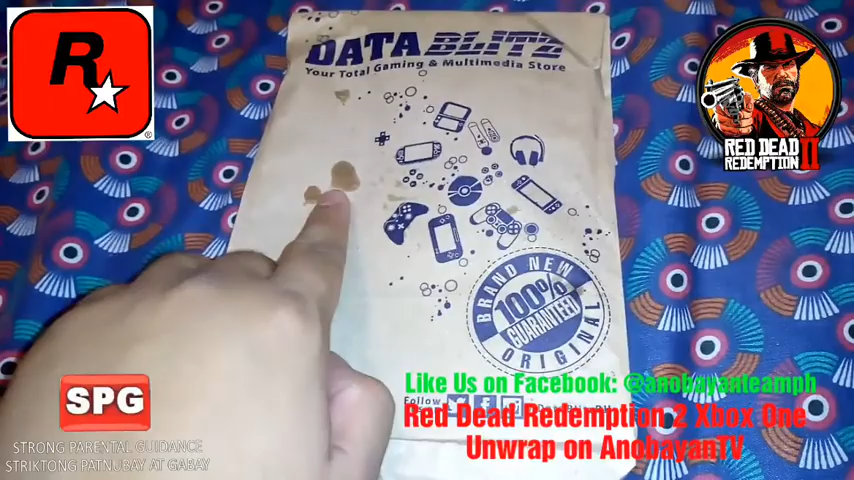 R
★
®
DATA BLITZ
Your Total Gaming & Multimedia Store
RED DEAD
REDEMPTION II
BRAND NEW
100%
GUARANTEED
ORIGINAL
Like Us on Facebook: @anobayanteamph
Follow
Red Dead Redemption 2 Xbox One
Unwrap on AnobayanTV
SPG
STRONG PARENTAL GUIDANCE
STRIKTONG PATNUBAY AT GABAY